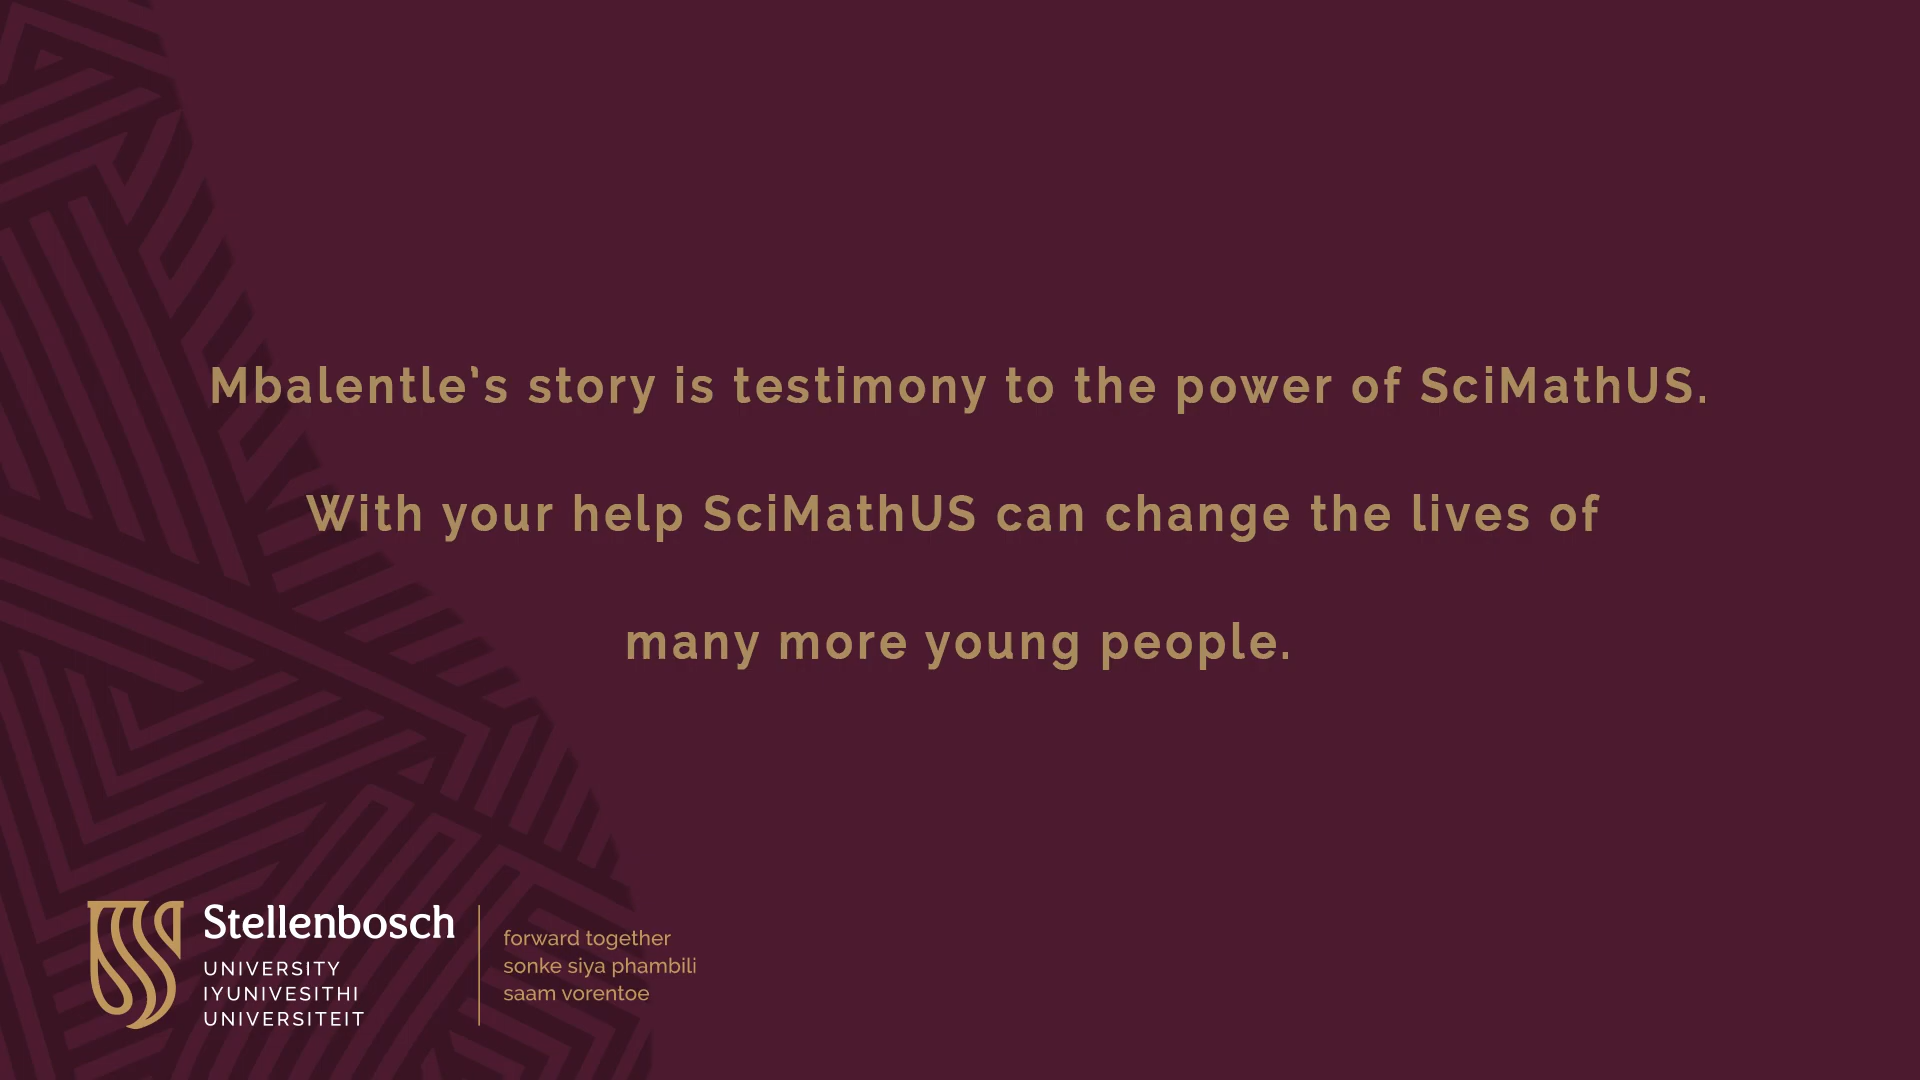 Mbalentle’s story is testimony to the power of SciMathUS.
With your help SciMathUS can change the lives of
many more young people.
Stellenbosch
UNIVERSITY
IYUNIVESITHI
UNIVERSITEIT
forward together
sonke siya phambili
saam vorentoe